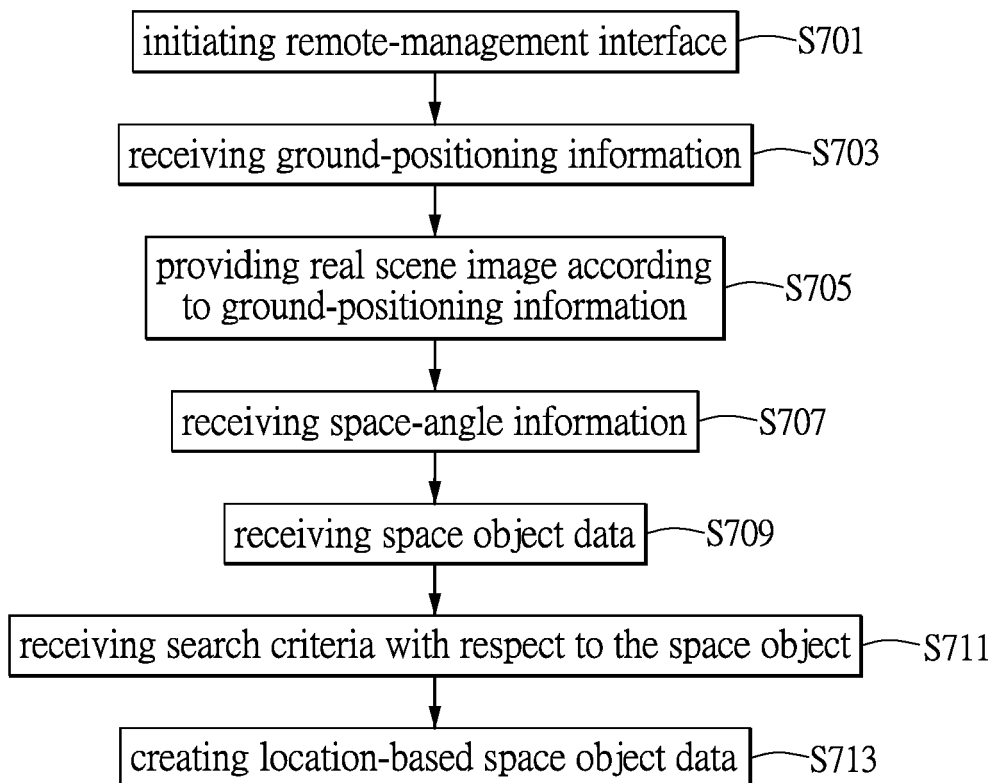 initiating remote-management interface
S701
receiving ground-positioning information
S703
providing real scene image according
to ground-positioning information
S705
receiving space-angle information
S707
receiving space object data
S709
receiving search criteria with respect to the space object
S711
creating location-based space object data
S713